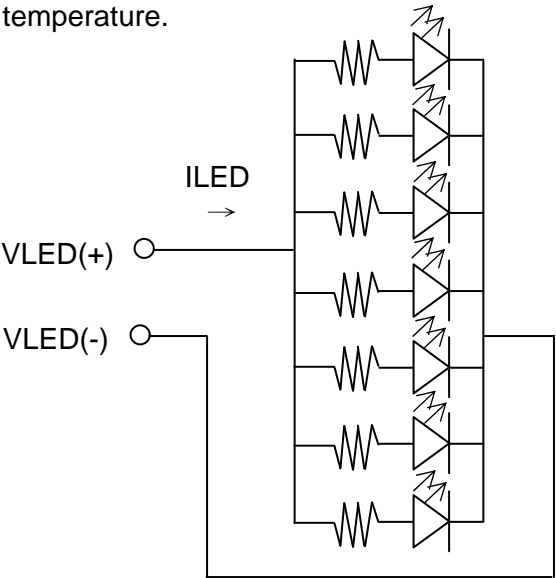 temperature.
ILED
→
VLED(+)
VLED(-)